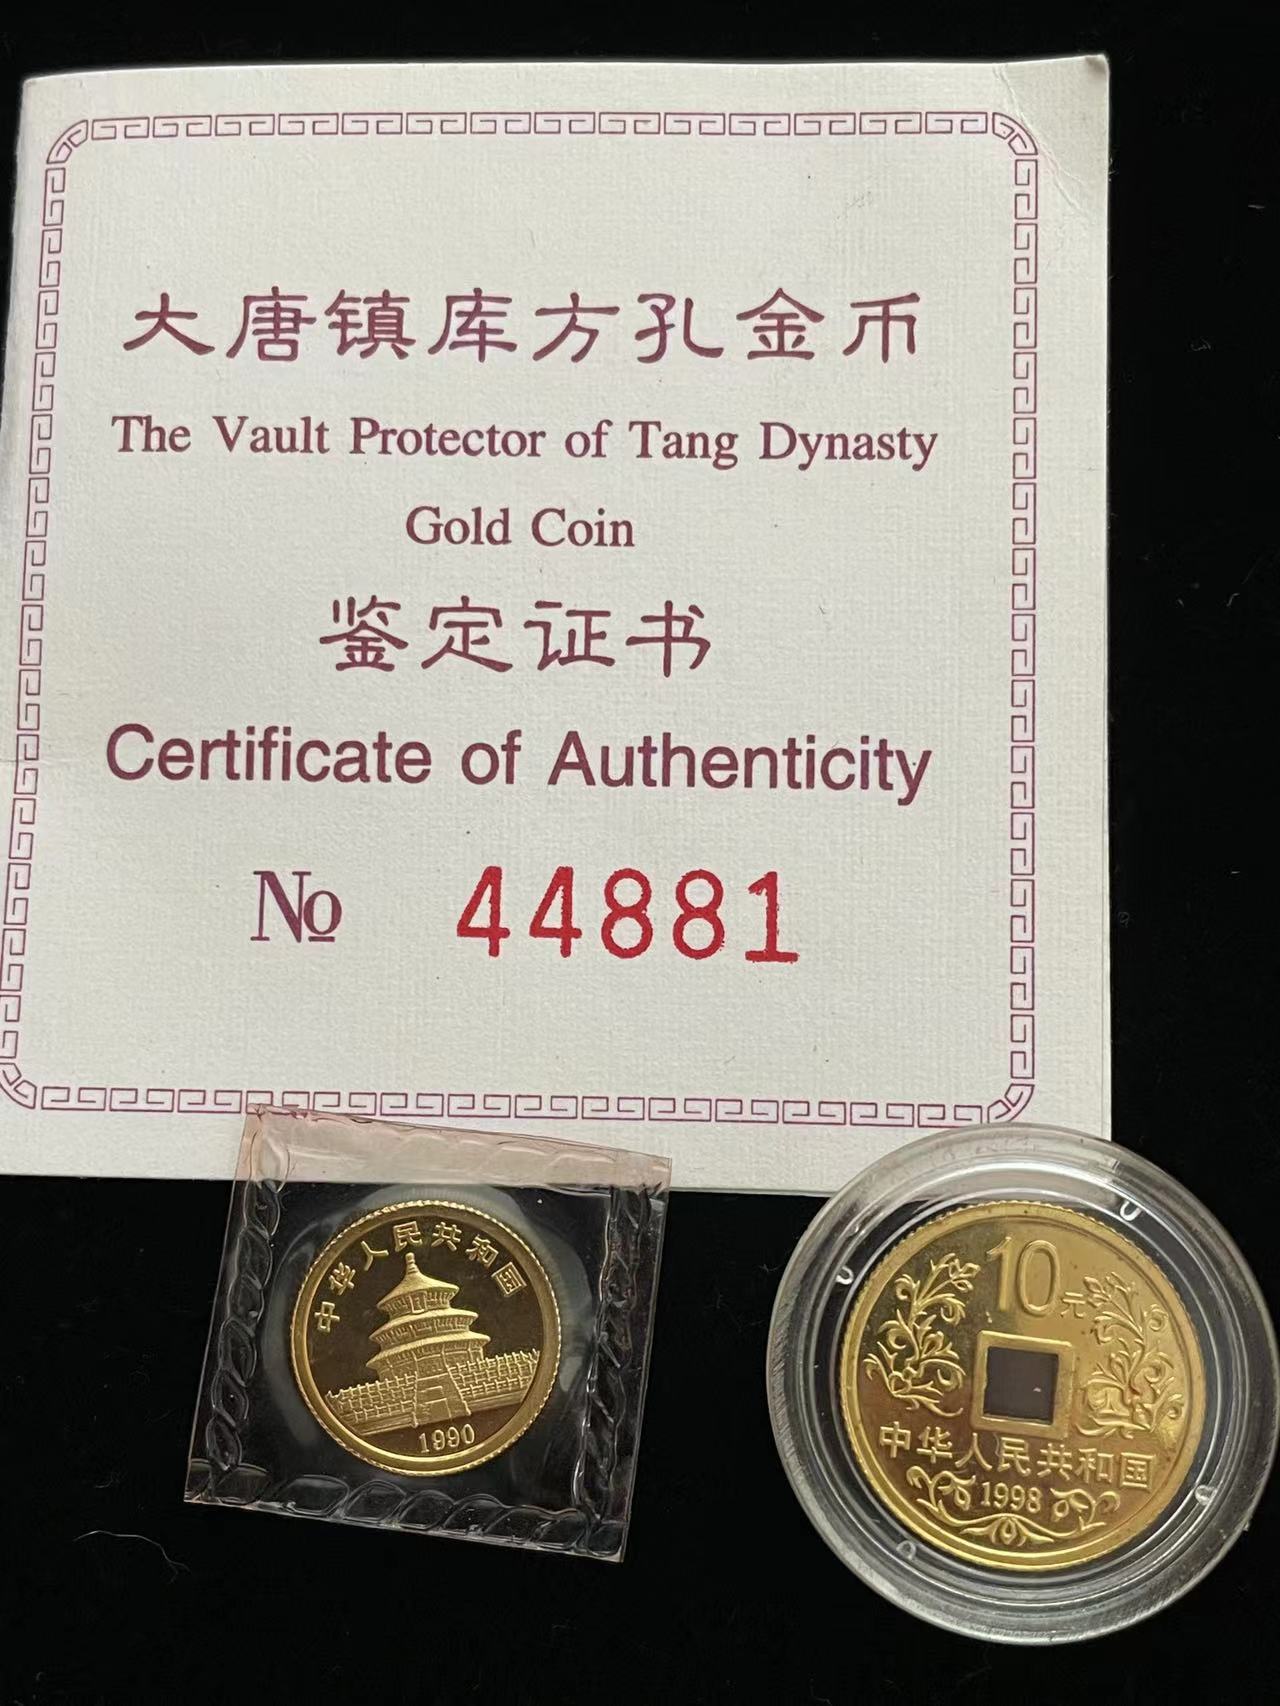 大唐镇库方孔金币
The Vault Protector of Tang Dynasty
Gold Coin
鉴定证书
Certificate of Authenticity
No 44881
中华人民共和国
1990
10元
中华人民共和国
1998